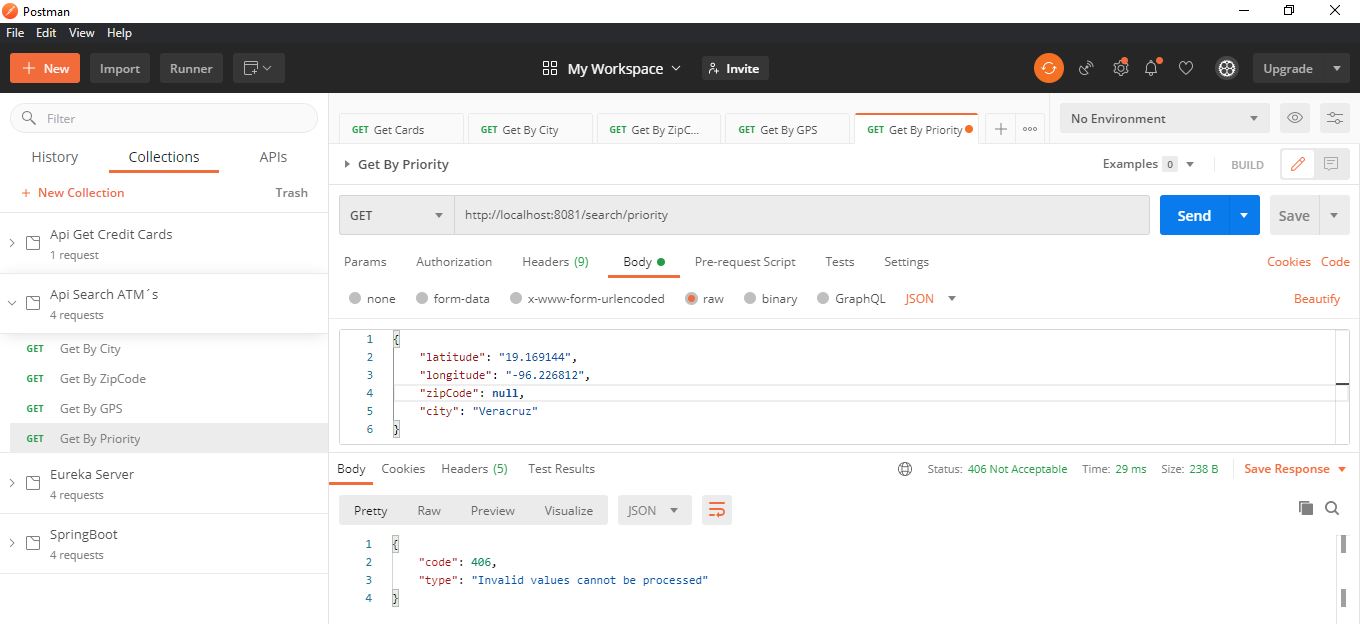 Postman
File Edit View Help
New Import Runner My Workspace Invite Upgrade
Filter
History Collections APIs
+ New Collection Trash
Api Get Credit Cards
1 request
Api Search ATM´s
4 requests
GET Get By City
GET Get By ZipCode
GET Get By GPS
GET Get By Priority
Eureka Server
4 requests
SpringBoot
4 requests
GET Get Cards GET Get By City GET Get By ZipC... GET Get By GPS GET Get By Priority No Environment
Get By Priority Examples 0 BUILD
GET http://localhost:8081/search/priority Send Save
Params Authorization Headers (9) Body Pre-request Script Tests Settings Cookies Code
none form-data x-www-form-urlencoded raw binary GraphQL JSON Beautify
1 {
2 "latitude": "19.169144",
3 "longitude": "-96.226812",
4 "zipCode": null,
5 "city": "Veracruz"
6 }
Body Cookies Headers (5) Test Results Status: 406 Not Acceptable Time: 29 ms Size: 238 B Save Response
Pretty Raw Preview Visualize JSON
1 {
2 "code": 406,
3 "type": "Invalid values cannot be processed"
4 }